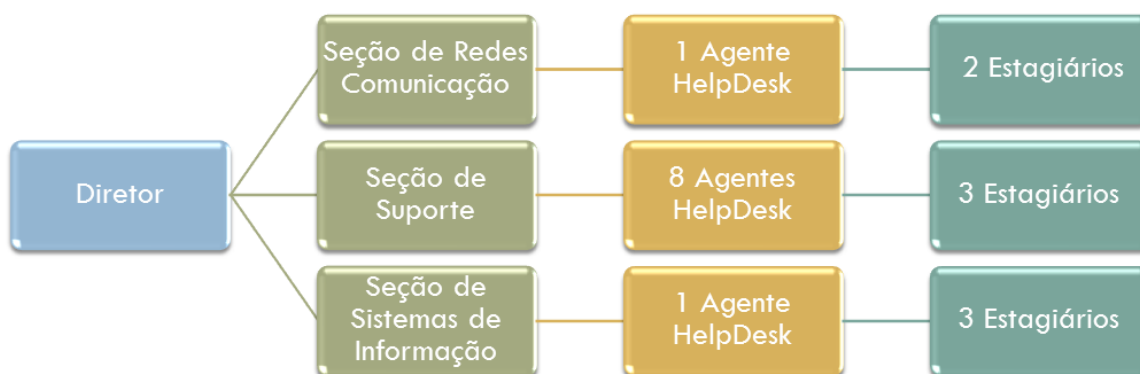 Diretor
Seção de Redes
Comunicação
1 Agente
HelpDesk
2 Estagiários
Seção de
Suporte
8 Agentes
HelpDesk
3 Estagiários
Seção de
Sistemas de
Informação
1 Agente
HelpDesk
3 Estagiários